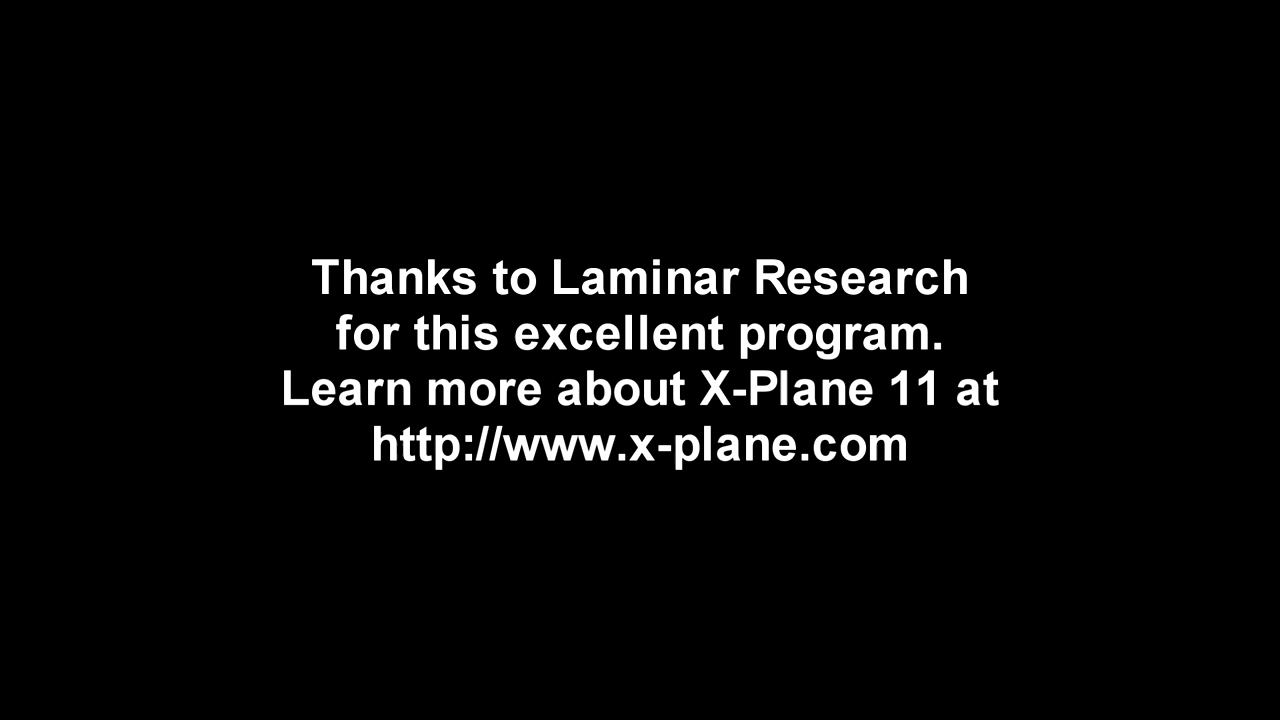 Thanks to Laminar Research
for this excellent program.
Learn more about X-Plane 11 at
http://www.x-plane.com